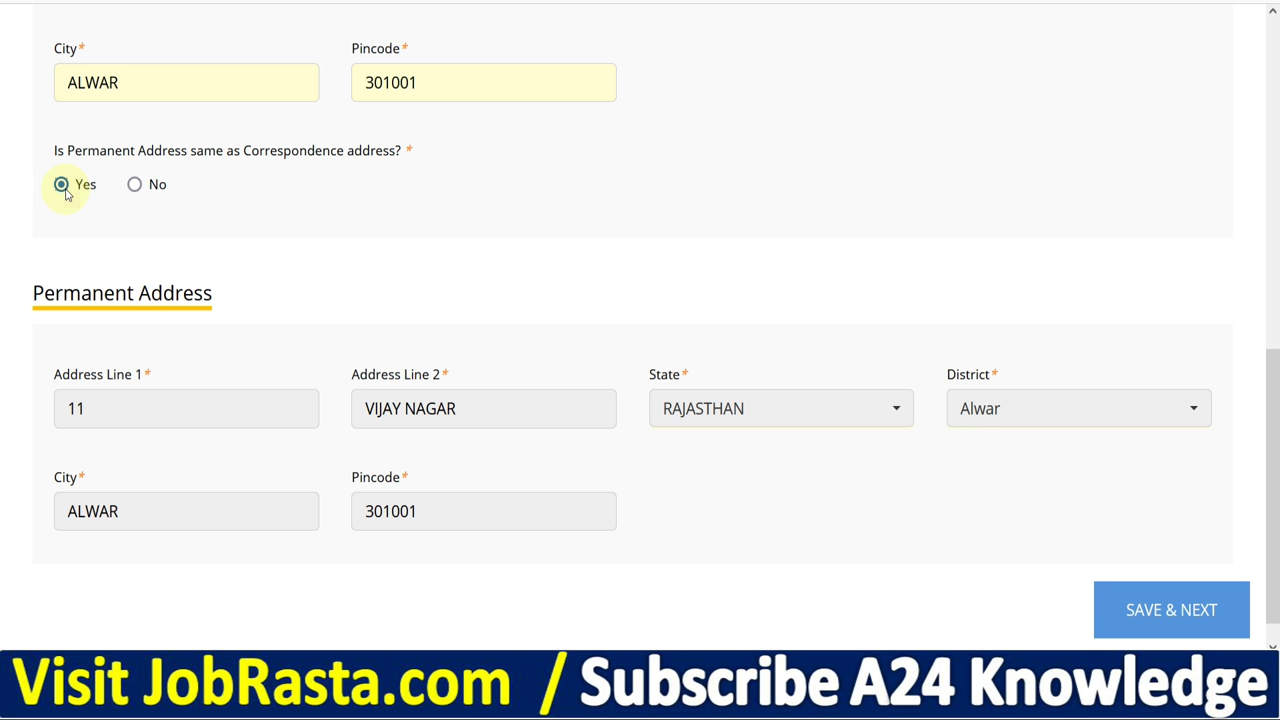 City* Pincode*
ALWAR 301001
Is Permanent Address same as Correspondence address? *
Yes No
Permanent Address
Address Line 1* Address Line 2* State* District*
11 VIJAY NAGAR RAJASTHAN Alwar
City* Pincode*
ALWAR 301001
SAVE & NEXT
Visit JobRasta.com / Subscribe A24 Knowledge